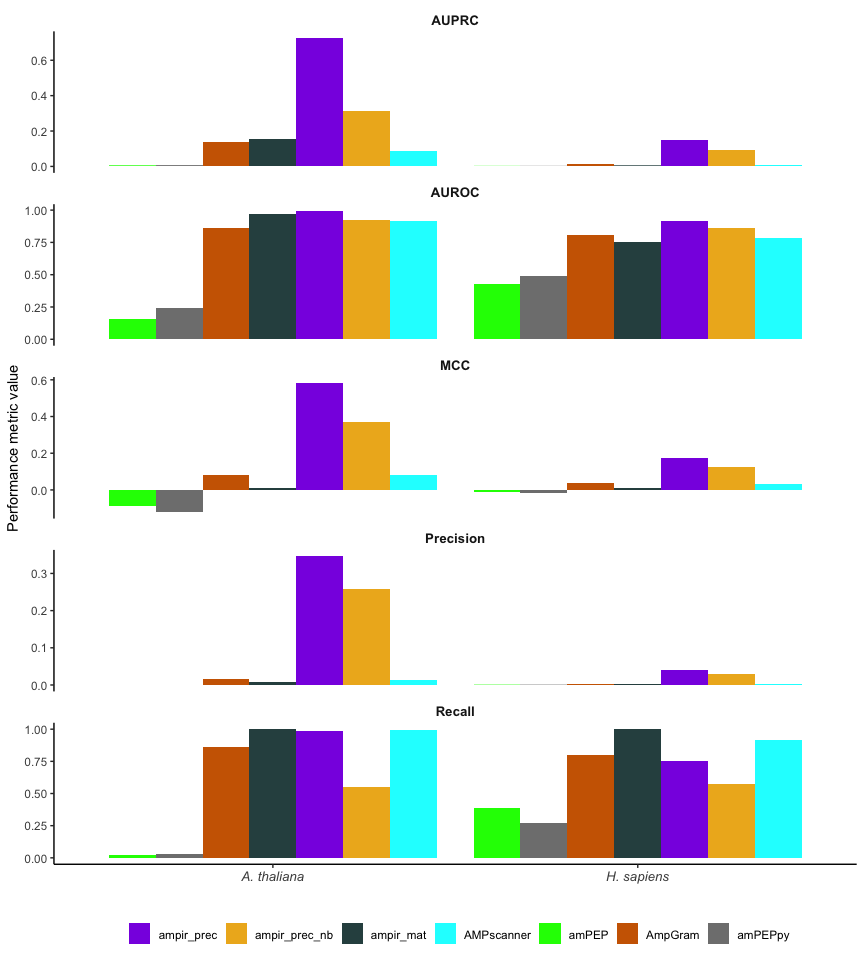 AUPRC
0.6
0.4
0.2
0.0
AUROC
1.00
0.75
0.50
0.25
0.00
MCC
0.6
0.4
0.2
0.0
Performance metric value
Precision
0.3
0.2
0.1
0.0
Recall
1.00
0.75
0.50
0.25
0.00
A. thaliana H. sapiens
ampir_prec ampir_prec_nb ampir_mat AMPscanner amPEP AmpGram amPEPpy